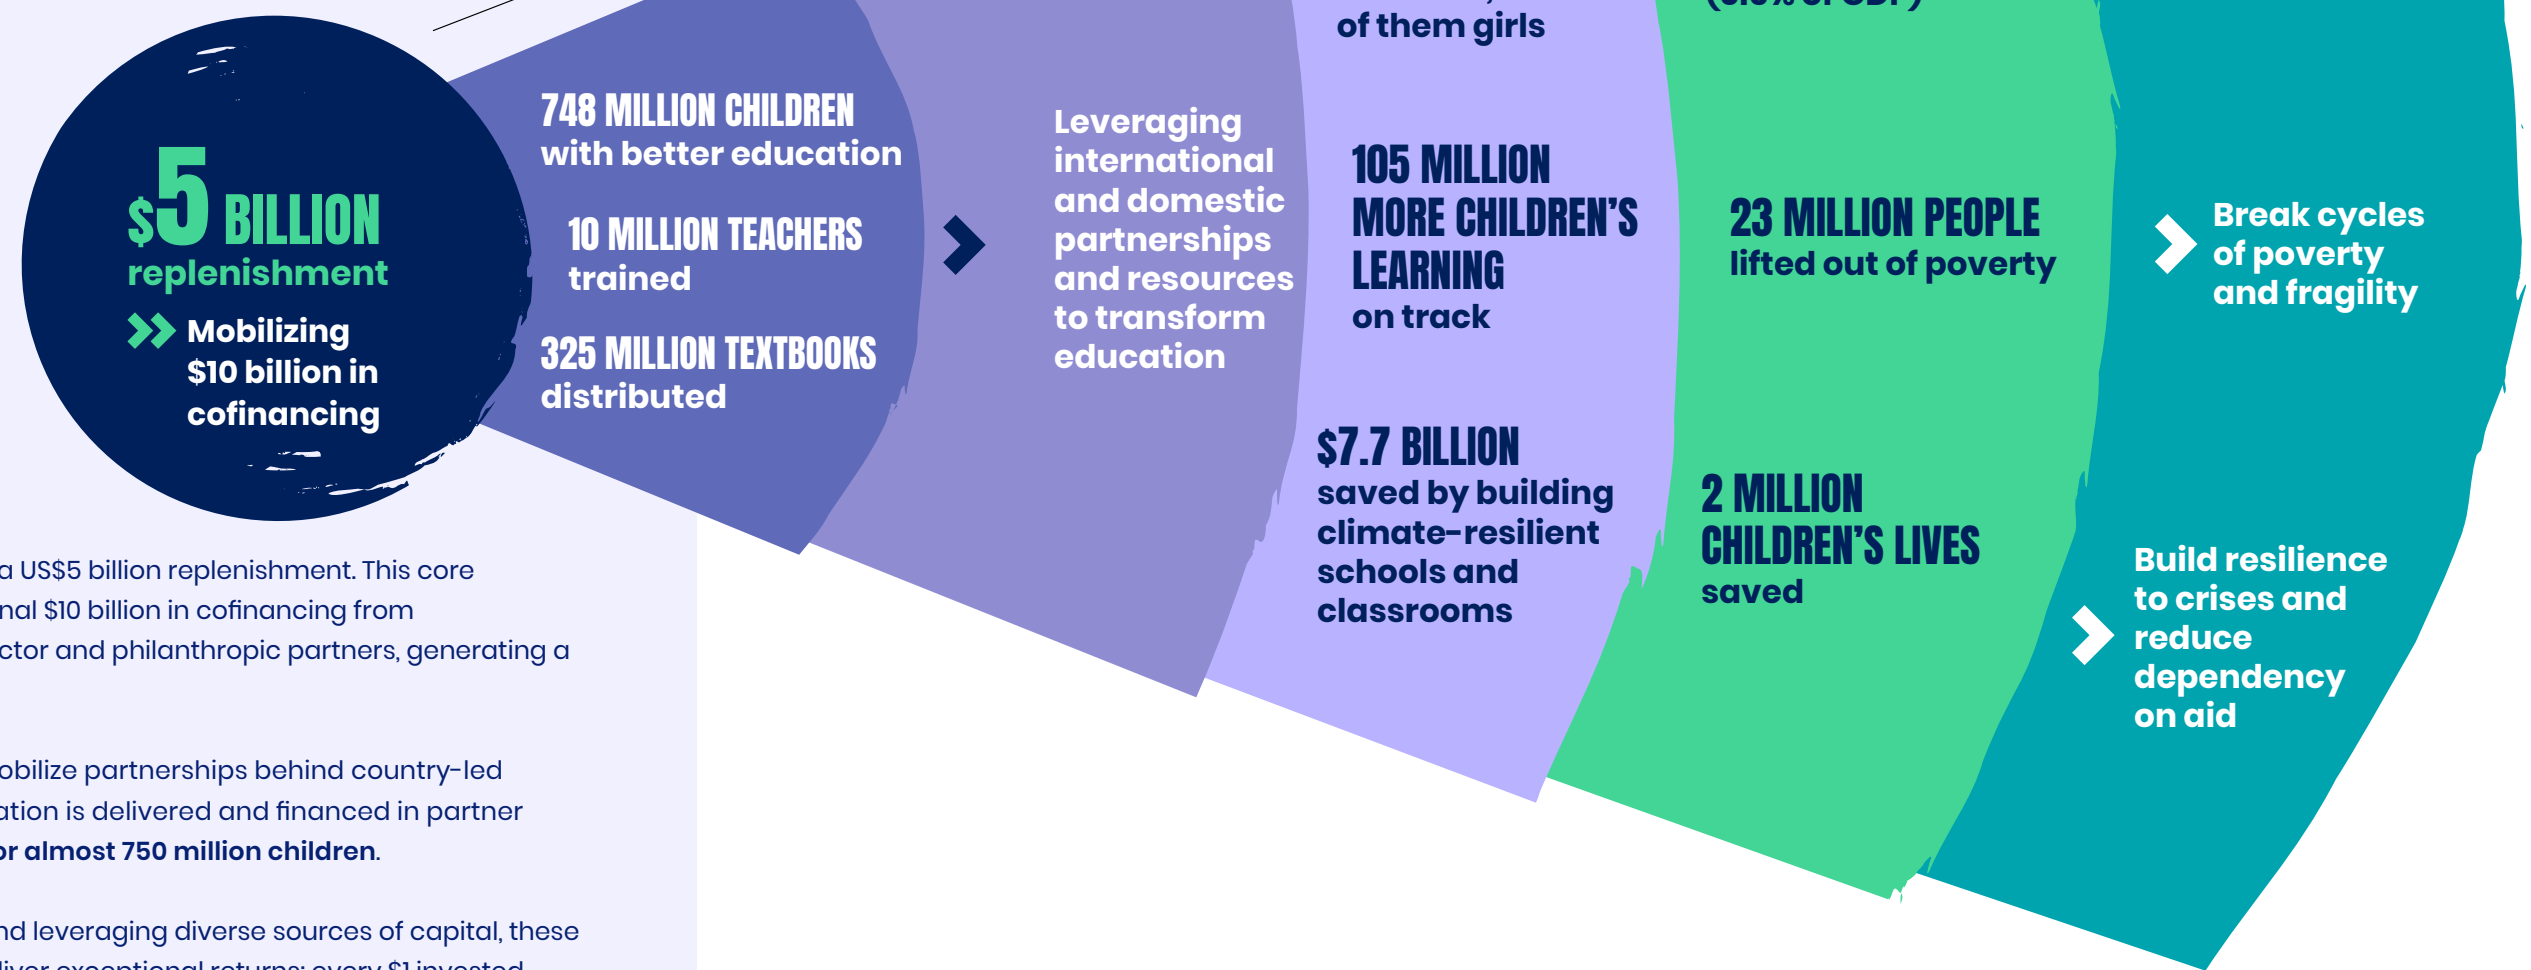 $5 BILLION
replenishment
Mobilizing
$10 billion in
cofinancing
748 MILLION CHILDREN
with better education
10 MILLION TEACHERS
trained
325 MILLION TEXTBOOKS
distributed
Leveraging
international
and domestic
partnerships
and resources
to transform
education
of them girls
105 MILLION
MORE CHILDREN’S
LEARNING
on track
$7.7 BILLION
saved by building
climate-resilient
schools and
classrooms
23 MILLION PEOPLE
lifted out of poverty
2 MILLION
CHILDREN’S LIVES
saved
Break cycles
of poverty
and fragility
Build resilience
to crises and
reduce
dependency
on aid
a US$5 billion replenishment. This core
nal $10 billion in cofinancing from
ctor and philanthropic partners, generating a
obilize partnerships behind country-led
ation is delivered and financed in partner
or almost 750 million children.
nd leveraging diverse sources of capital, these
liver exceptional returns: every $1 invested